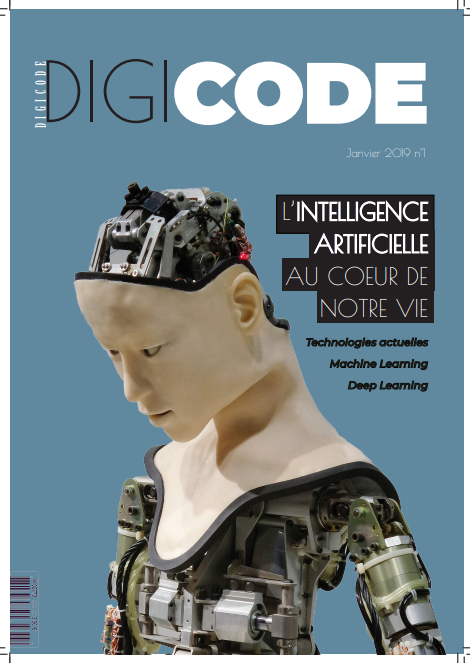 DIGICODE
DIGICODE
Janvier 2019 n°1
L'INTELLIGENCE
ARTIFICIELLE
AU COEUR DE
NOTRE VIE
Technologies actuelles
Machine Learning
Deep Learning